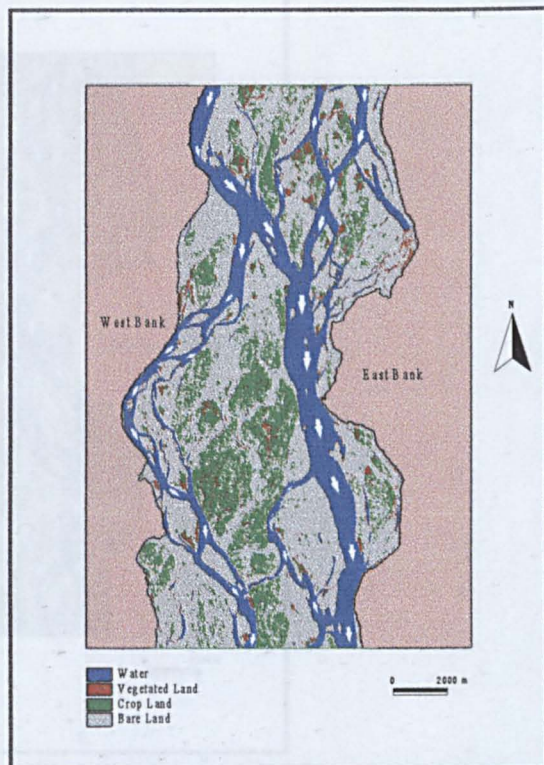 West Bank
East Bank
N
Water
Vegetated Land
Crop Land
Bare Land
0 2000 m